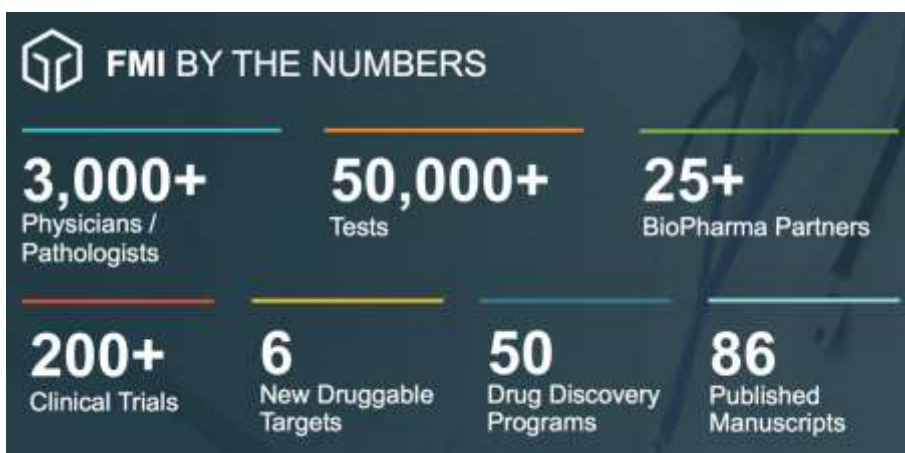 FMI BY THE NUMBERS
3,000+
Physicians /
Pathologists
50,000+
Tests
25+
BioPharma Partners
200+
Clinical Trials
6
New Druggable
Targets
50
Drug Discovery
Programs
86
Published
Manuscripts